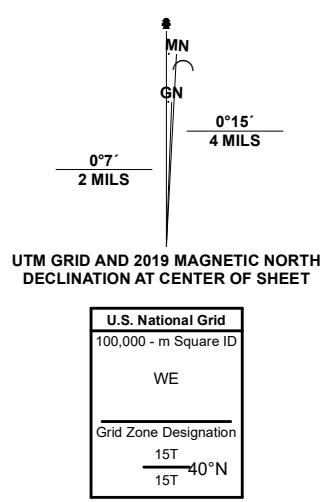 MN
GN
0°15´
4 MILS
0°7´
2 MILS
UTM GRID AND 2019 MAGNETIC NORTH
DECLINATION AT CENTER OF SHEET
U.S. National Grid
100,000 - m Square ID
WE
Grid Zone Designation
15T
40°N
15T